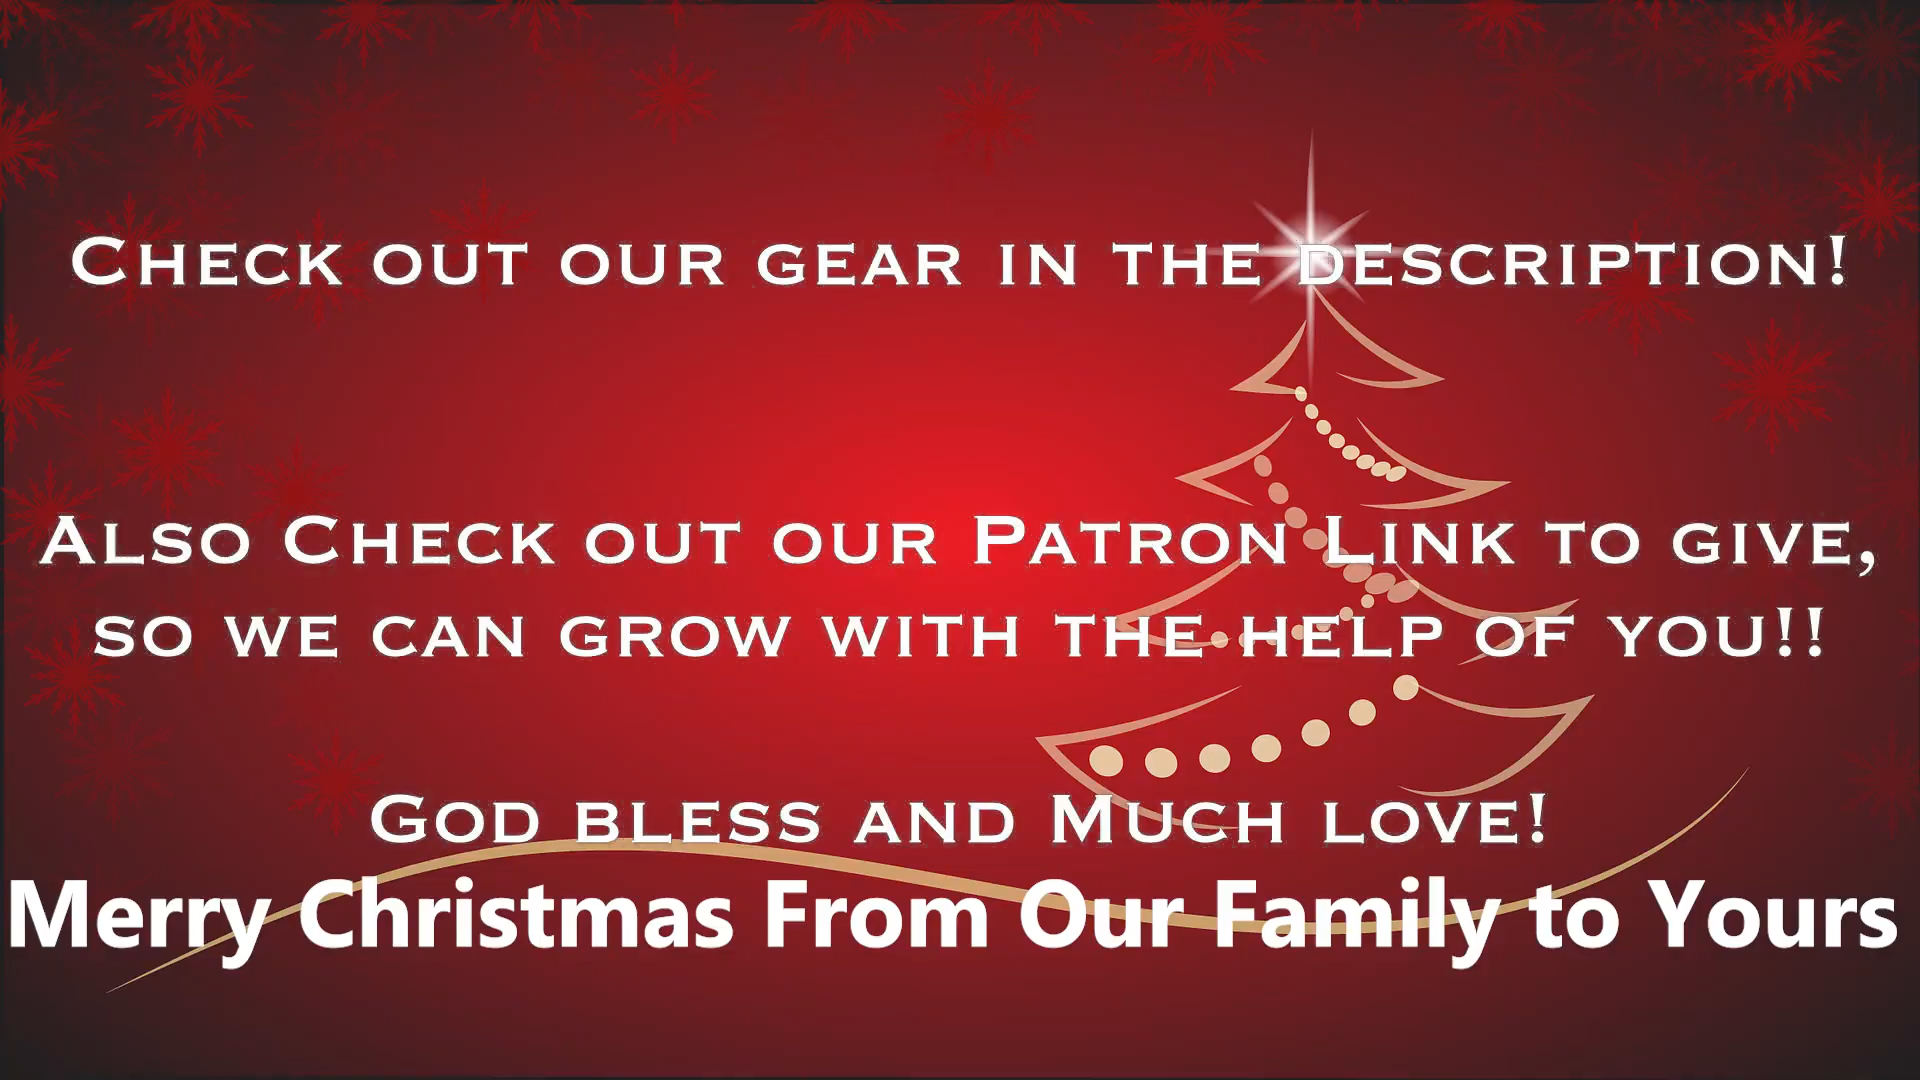 Check out our gear in the description!
Also Check out our Patron Link to give,
so we can grow with the help of you!!
God bless and Much love!
Merry Christmas From Our Family to Yours